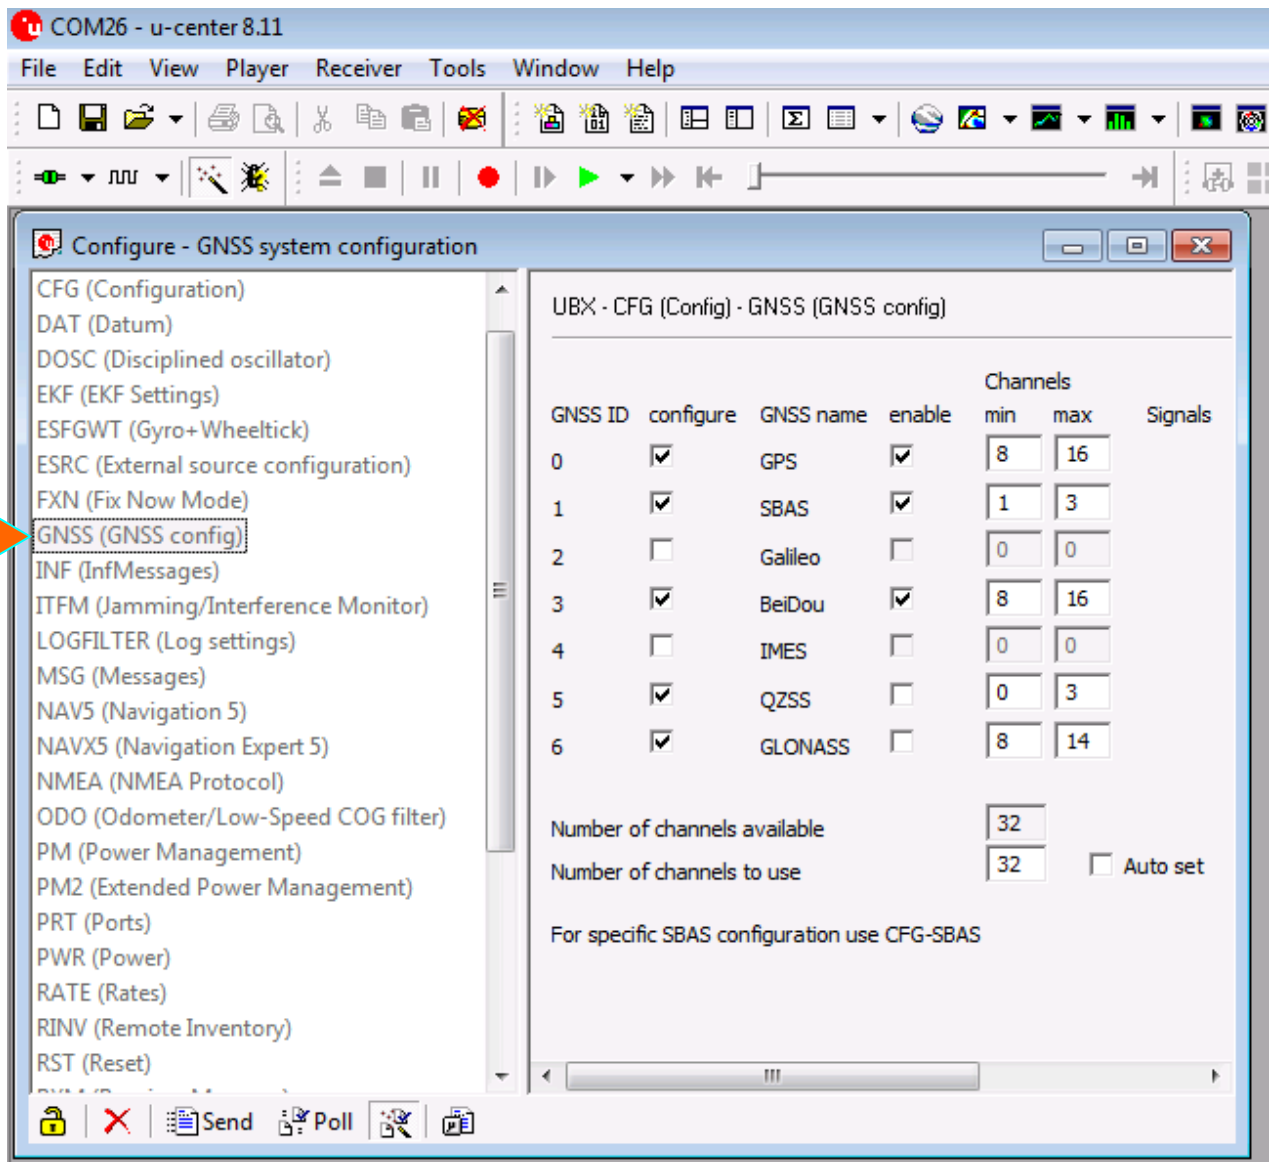 COM26 - u-center 8.11
File Edit View Player Receiver Tools Window Help
Configure - GNSS system configuration
CFG (Configuration)
DAT (Datum)
DOSC (Disciplined oscillator)
EKF (EKF Settings)
ESFGWT (Gyro+Wheeltick)
ESRC (External source configuration)
FXN (Fix Now Mode)
GNSS (GNSS config)
INF (InfMessages)
ITFM (Jamming/Interference Monitor)
LOGFILTER (Log settings)
MSG (Messages)
NAV5 (Navigation 5)
NAVX5 (Navigation Expert 5)
NMEA (NMEA Protocol)
ODO (Odometer/Low-Speed COG filter)
PM (Power Management)
PM2 (Extended Power Management)
PRT (Ports)
PWR (Power)
RATE (Rates)
RINV (Remote Inventory)
RST (Reset)
UBX - CFG (Config) - GNSS (GNSS config)
Channels
GNSS ID configure GNSS name enable min max Signals
0 GPS 8 16
1 SBAS 1 3
2 Galileo 0 0
3 BeiDou 8 16
4 IMES 0 0
5 QZSS 0 3
6 GLONASS 8 14
Number of channels available 32
Number of channels to use 32 Auto set
For specific SBAS configuration use CFG-SBAS
Send Poll